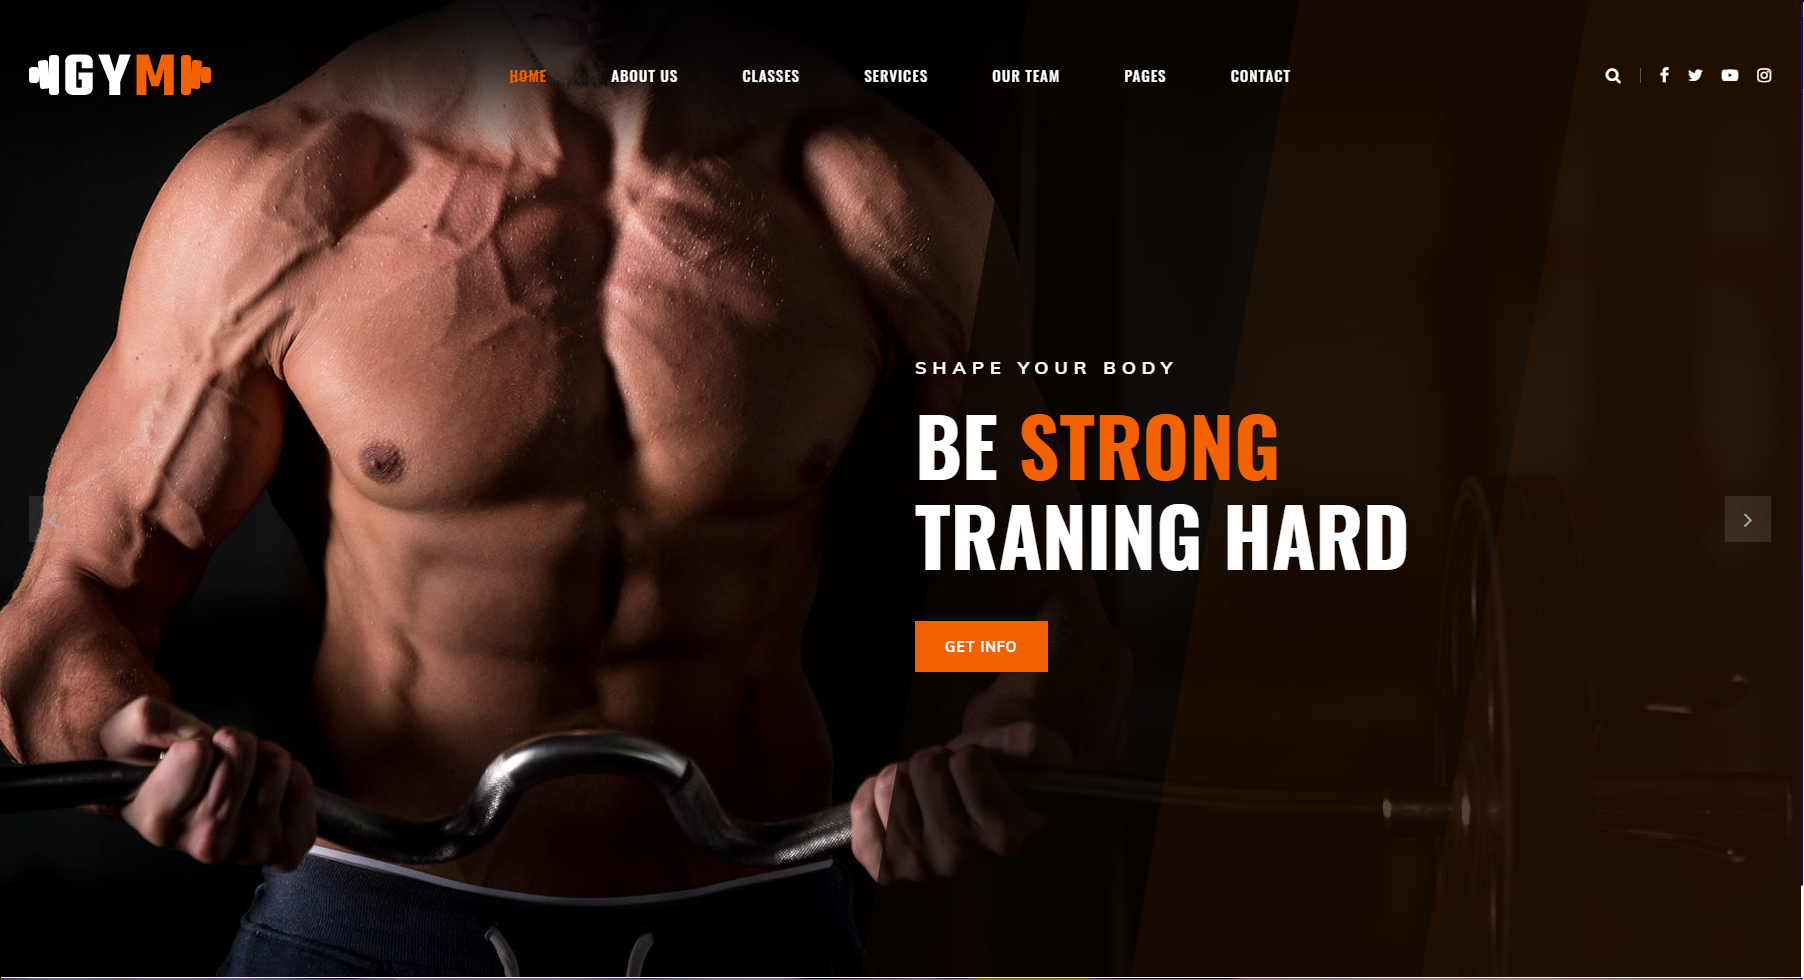 GYM
HOME ABOUT US CLASSES SERVICES OUR TEAM PAGES CONTACT
SHAPE YOUR BODY
BE STRONG
TRANING HARD
GET INFO